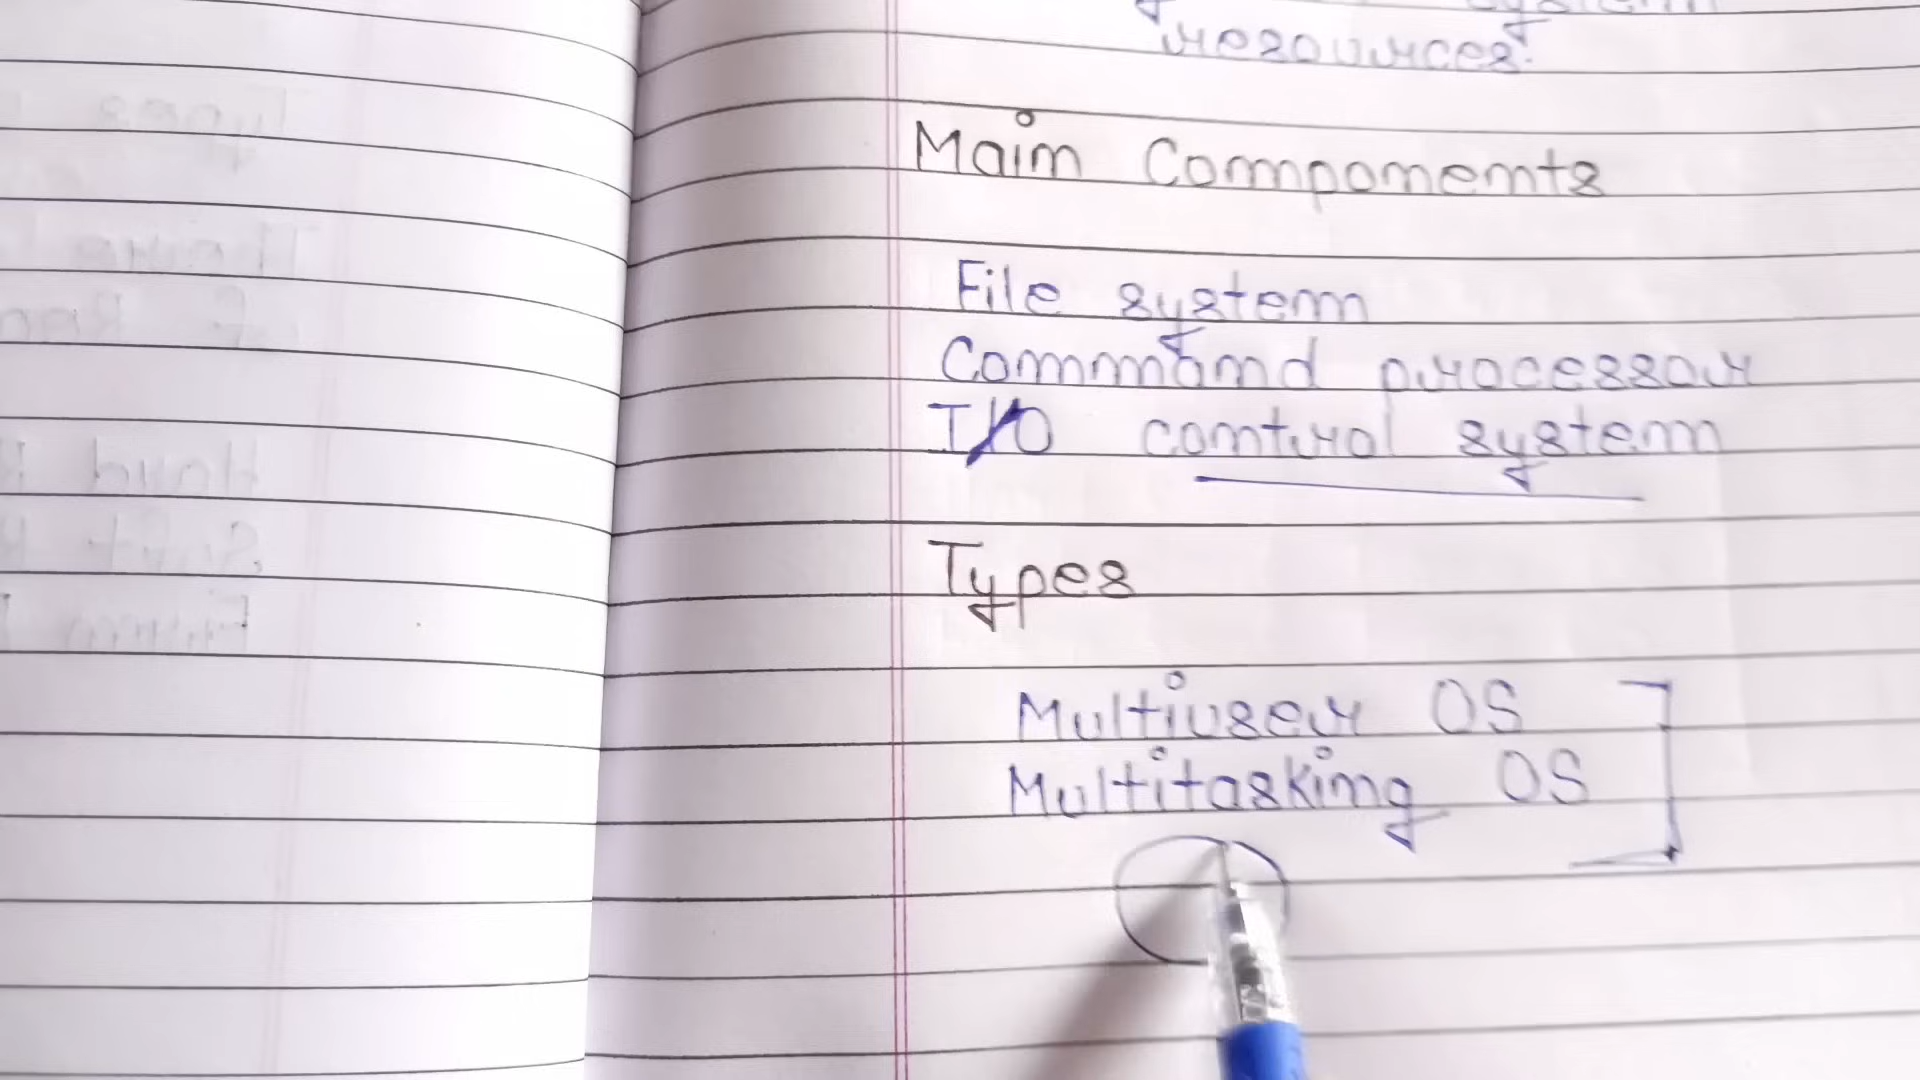 resources.
Main Components
File system
Command processor
I/O control system
Types
Multiuser OS
Multitasking OS